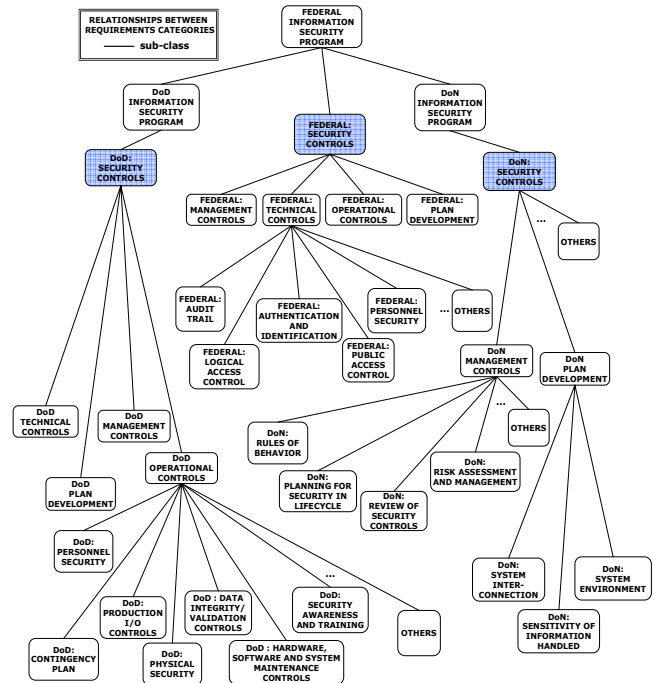 RELATIONSHIPS BETWEEN
REQUIREMENTS CATEGORIES
sub-class
FEDERAL
INFORMATION
SECURITY
PROGRAM
DoD
INFORMATION
SECURITY
PROGRAM
DoN
INFORMATION
SECURITY
PROGRAM
FEDERAL:
SECURITY
CONTROLS
DoD:
SECURITY
CONTROLS
DoN:
SECURITY
CONTROLS
FEDERAL:
MANAGEMENT
CONTROLS
FEDERAL:
TECHNICAL
CONTROLS
FEDERAL:
OPERATIONAL
CONTROLS
FEDERAL:
PLAN
DEVELOPMENT
...
OTHERS
FEDERAL:
AUDIT
TRAIL
FEDERAL:
AUTHENTICATION
AND
IDENTIFICATION
FEDERAL:
PERSONNEL
SECURITY
...
OTHERS
FEDERAL:
LOGICAL
ACCESS
CONTROL
FEDERAL:
PUBLIC
ACCESS
CONTROL
DoN
MANAGEMENT
CONTROLS
DoN
PLAN
DEVELOPMENT
DoD
TECHNICAL
CONTROLS
DoD
MANAGEMENT
CONTROLS
DoD
PLAN
DEVELOPMENT
DoD
OPERATIONAL
CONTROLS
DoN:
RULES OF
BEHAVIOR
...
OTHERS
DoN:
PLANNING FOR
SECURITY IN
LIFECYCLE
DoN:
REVIEW OF
SECURITY
CONTROLS
DoN:
RISK ASSESSMENT
AND MANAGEMENT
DoD:
PERSONNEL
SECURITY
DoD:
PRODUCTION
I/O
CONTROLS
DoD : DATA
INTEGRITY/
VALIDATION
CONTROLS
...
DoD:
SECURITY
AWARENESS
AND TRAINING
OTHERS
DoD:
CONTINGENCY
PLAN
DoD:
PHYSICAL
SECURITY
DoD : HARDWARE,
SOFTWARE AND SYSTEM
MAINTENANCE
CONTROLS
DoN:
SYSTEM
INTER-
CONNECTION
DoN:
SYSTEM
ENVIRONMENT
DoN:
SENSITIVITY OF
INFORMATION
HANDLED